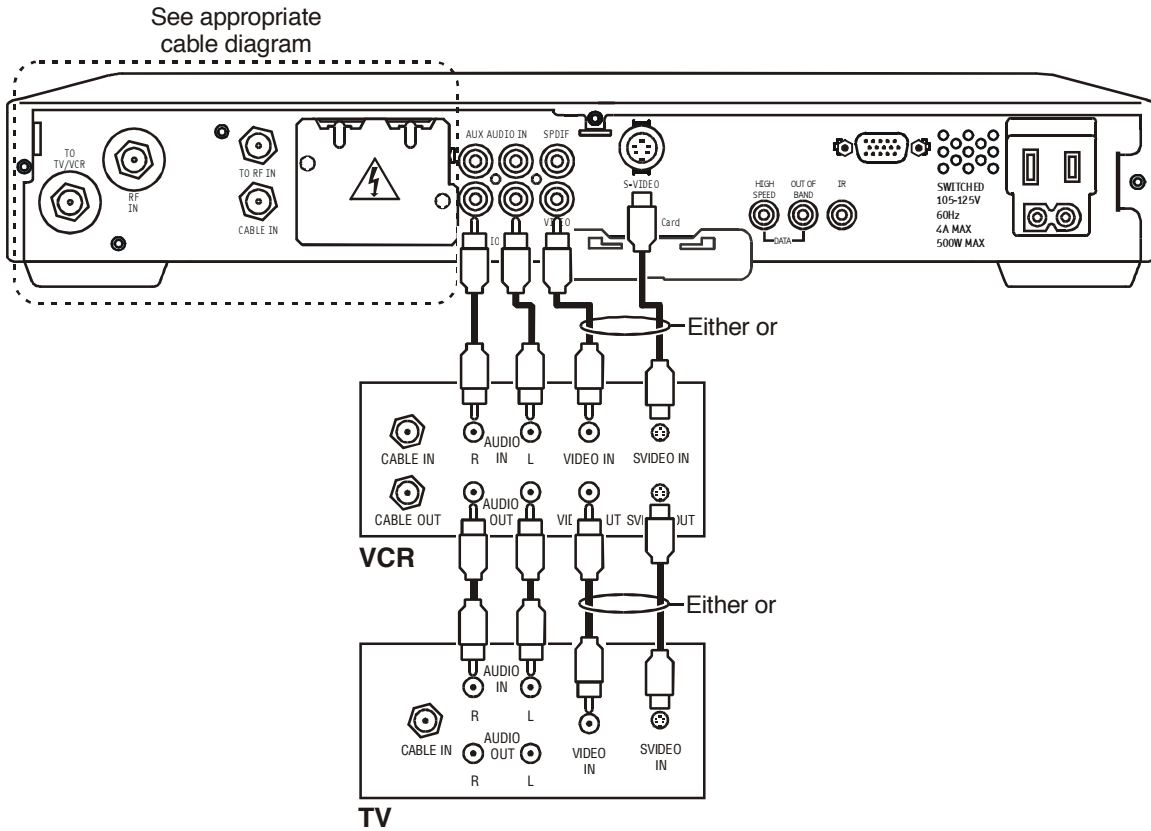 See appropriate
cable diagram
TO
TV/VCR
RF
IN
TO RF IN
CABLE IN
AUX AUDIO IN
SPDIF
S-VIDEO
Card
HIGH
SPEED
OUT OF
BAND
IR
DATA
SWITCHED
105-125V
60Hz
4A MAX
500W MAX
Either or
CABLE IN
R
AUDIO
IN
L
VIDEO IN
SVIDEO IN
CABLE OUT
AUDIO
OUT
VCR
Either or
AUDIO
IN
R
L
CABLE IN
AUDIO
OUT
R
L
VIDEO
IN
SVIDEO
IN
TV